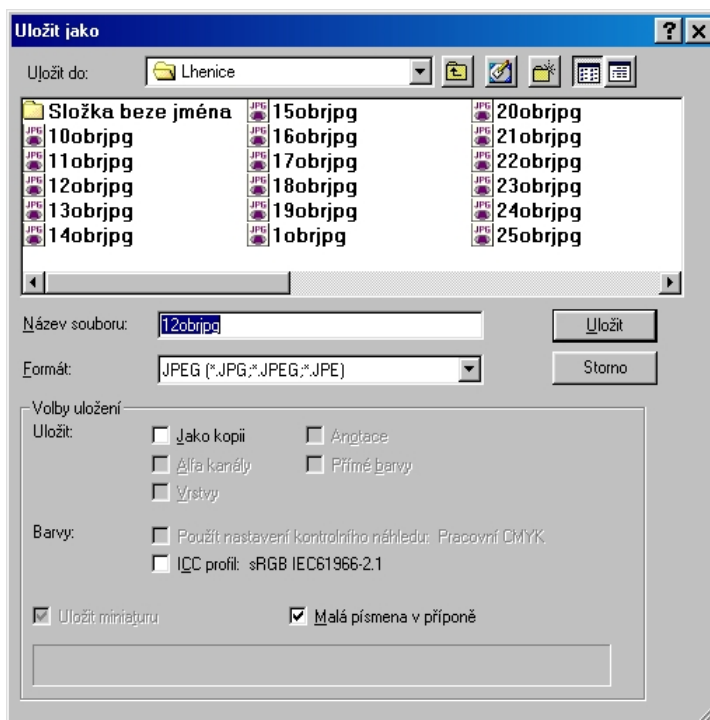 Uložit jako
Uložit do: Lhenice
Složka beze jména 15obrjpg 20obrjpg
10obrjpg 16obrjpg 21obrjpg
11obrjpg 17obrjpg 22obrjpg
12obrjpg 18obrjpg 23obrjpg
13obrjpg 19obrjpg 24obrjpg
14obrjpg 1obrjpg 25obrjpg
Název souboru: 12obrjpg Uložit
Formát: JPEG (*.JPG;*.JPEG;*.JPE) Storno
Volby uložení
Uložit: Jako kopii Anotace
Alfa kanály Přímé barvy
Vrstvy
Barvy: Použít nastavení kontrolního náhledu: Pracovní CMYK
ICC profil: sRGB IEC61966-2.1
Uložit miniaturu Malá písmena v příponě